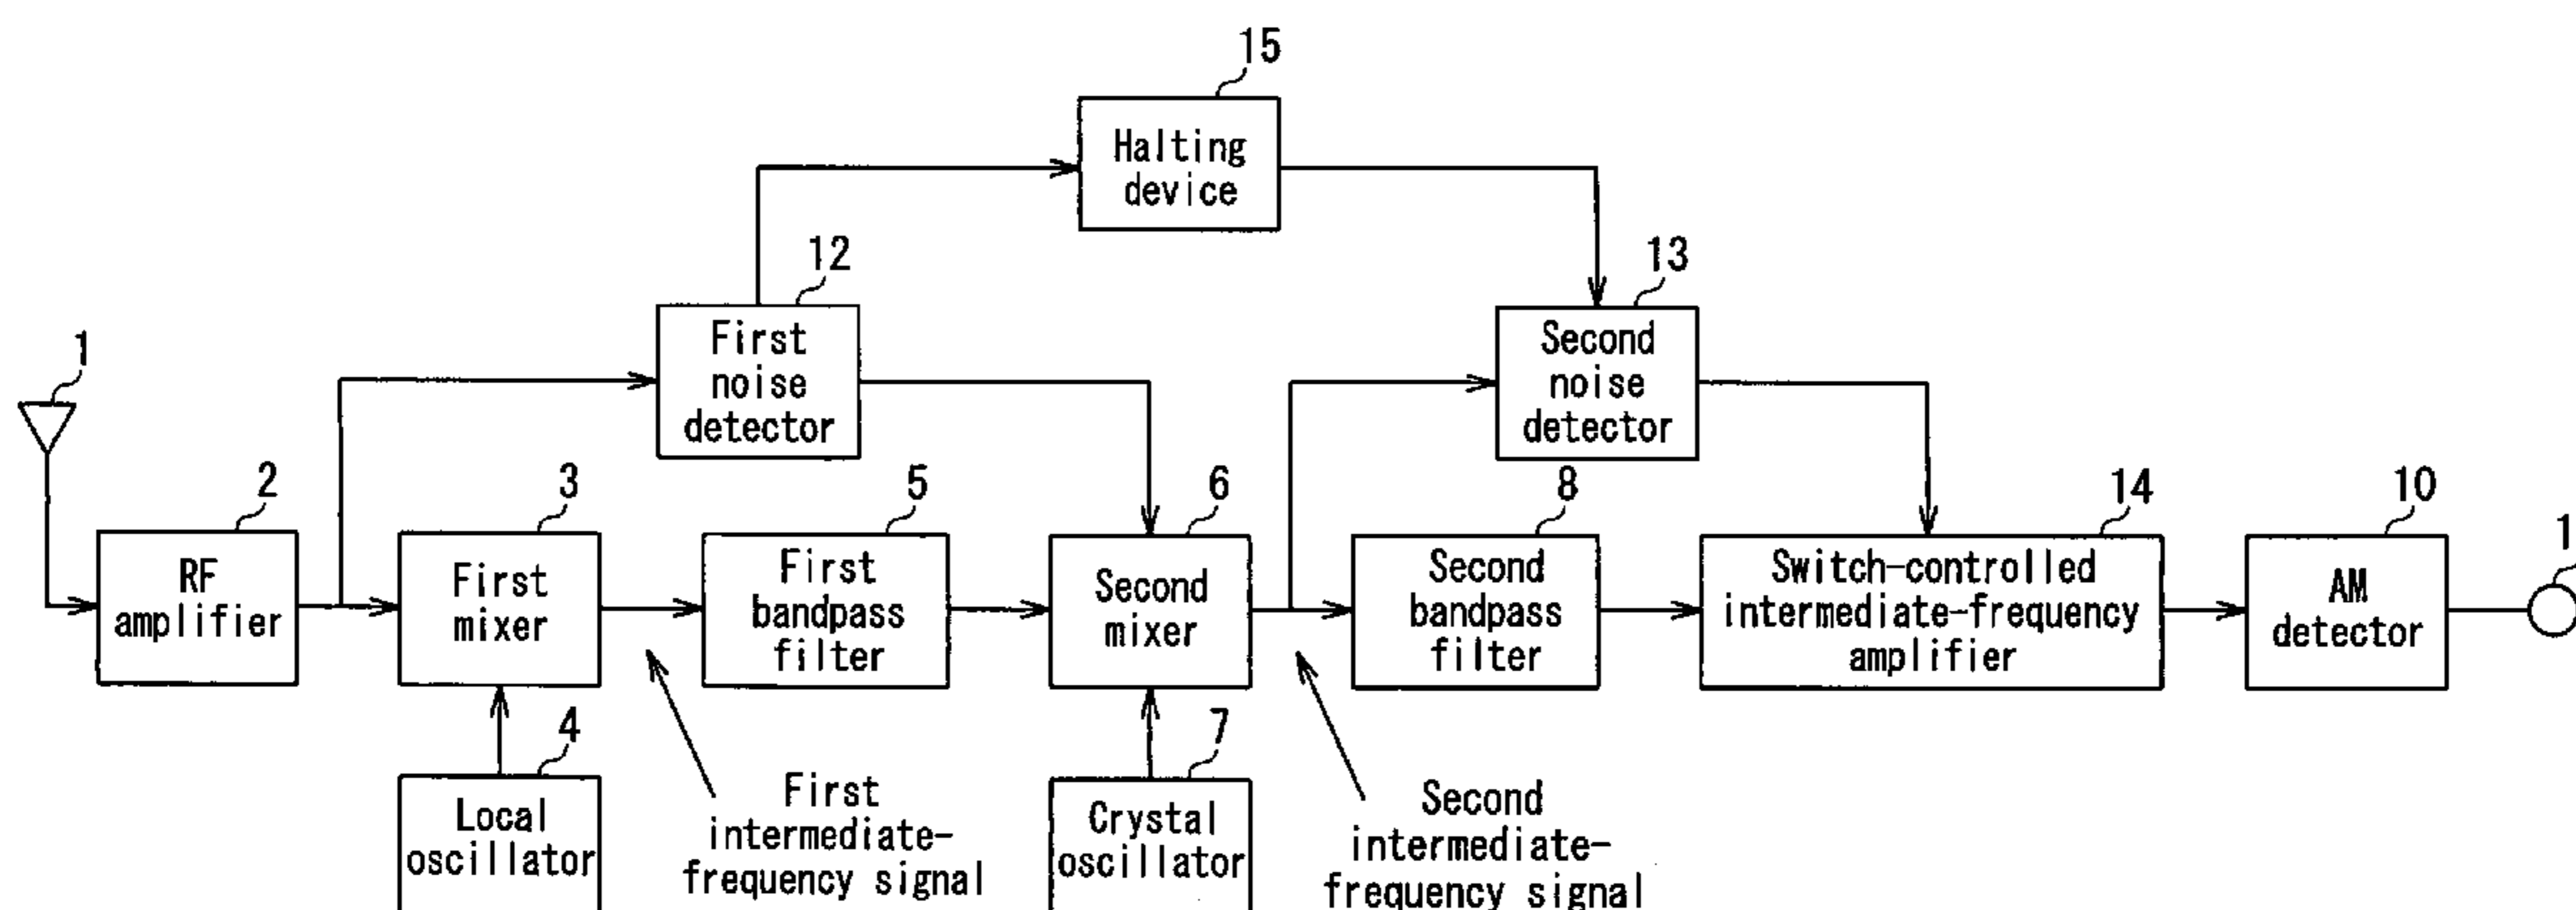 15
Halting
device
12
13
First
noise
detector
Second
noise
detector
1
2
3
5
6
8
14
10
RF
amplifier
First
mixer
First
bandpass
filter
Second
mixer
Second
bandpass
filter
Switch-controlled
intermediate-frequency
amplifier
AM
detector
4
7
Local
oscillator
First
intermediate-
frequency signal
Crystal
oscillator
Second
intermediate-
frequency signal